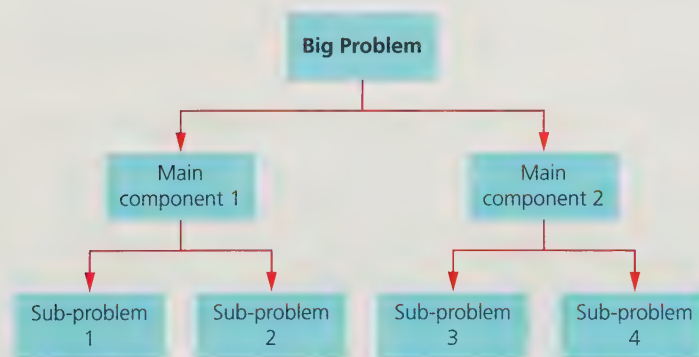 Big Problem
Main
component 1
Main
component 2
Sub-problem
1
Sub-problem
2
Sub-problem
3
Sub-problem
4